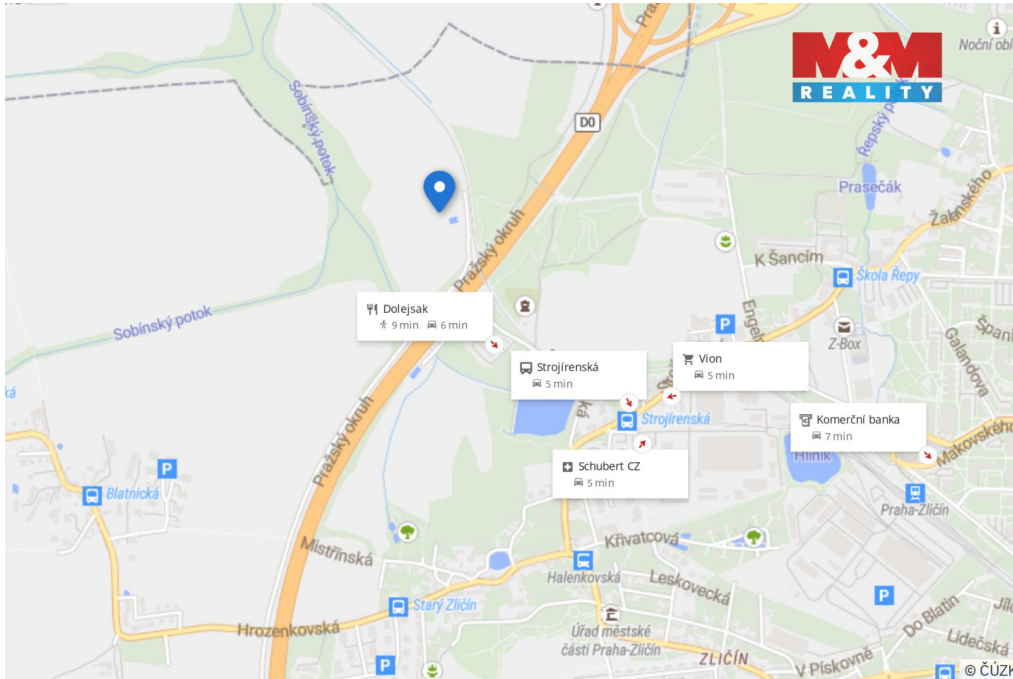 M&M
REALITY
Noční obl
Sobínský potok
D0
Řepský potok
Prasečák
Žalanského
Pražský okruh
K Šancím
Škola Řepy
Dolejsak
9 min 6 min
Sobínský potok
Z-Box
Španì
Galandova
Strojírenská
5 min
Vion
5 min
Strojírenská
Komerční banka
7 min
Makovského
Hliník
Pražský okruh
Schubert CZ
5 min
P
Blatnická
Praha-Zličín
Mistřínská
Křivatcová
Halenkovská
Leskovecká
Starý Zličín
P
Do Blatin
Hrozenkovská
Úřad městské
části Praha-Zličín
Lidečská
ZLIČÍN
V Pískovně
P
© ČÚZK